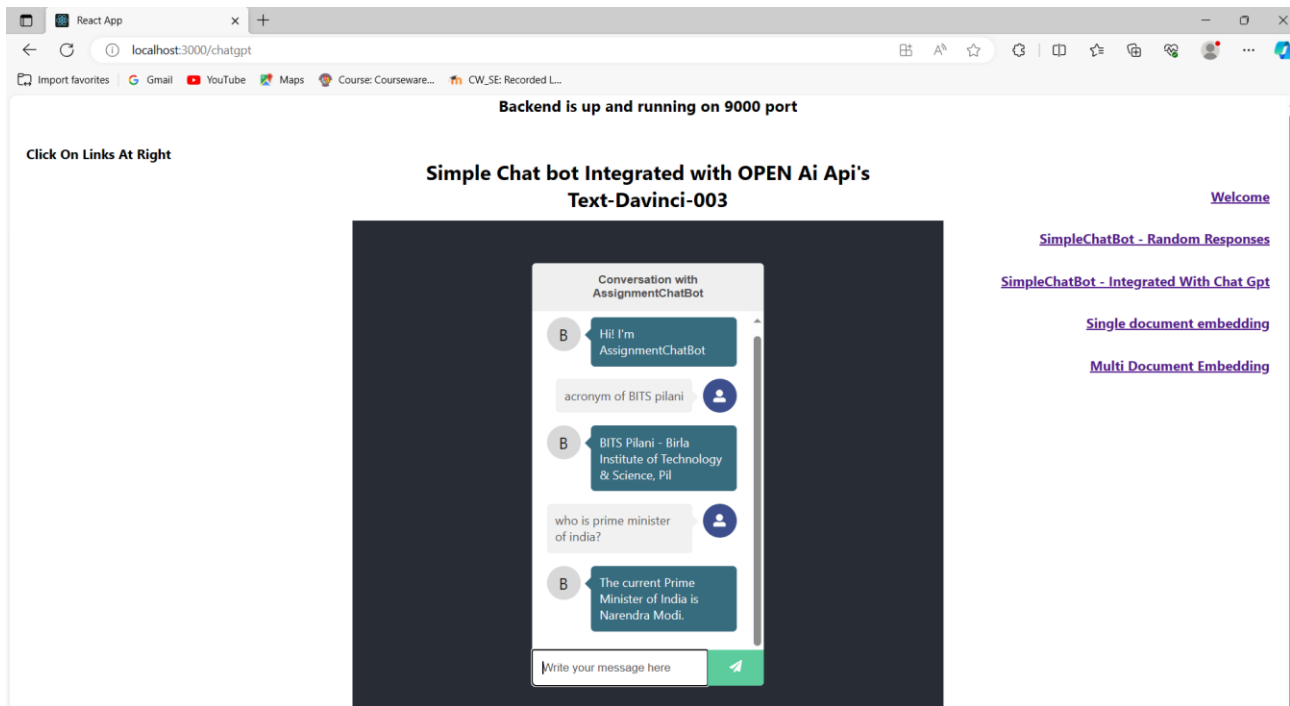 React App
localhost:3000/chatgpt
Import favorites
Gmail
YouTube
Maps
Course: Courseware...
CW_SE: Recorded L...
Backend is up and running on 9000 port
Click On Links At Right
Simple Chat bot Integrated with OPEN Ai Api's
Text-Davinci-003
Welcome
SimpleChatBot - Random Responses
SimpleChatBot - Integrated With Chat Gpt
Single document embedding
Multi Document Embedding
Conversation with
AssignmentChatBot
B
Hi! I'm
AssignmentChatBot
acronym of BITS pilani
B
BITS Pilani - Birla
Institute of Technology
& Science, Pil
who is prime minister
of india?
B
The current Prime
Minister of India is
Narendra Modi.
Write your message here